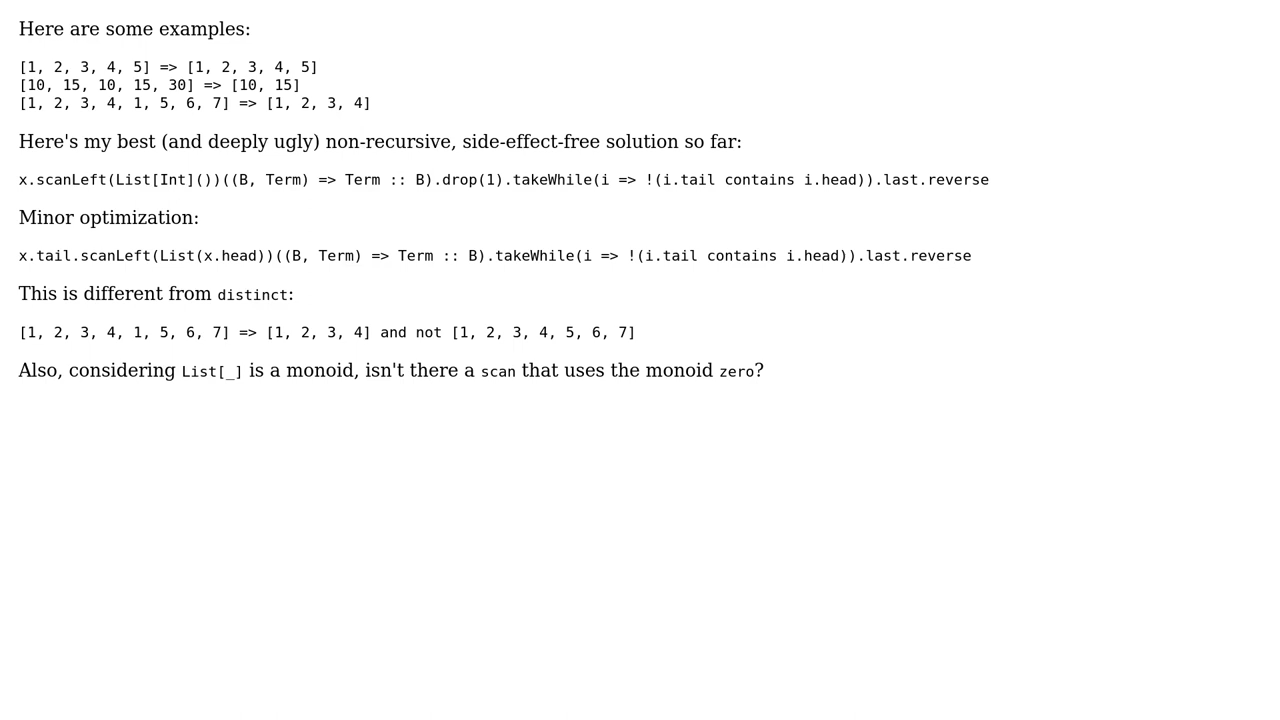 Here are some examples:
[1, 2, 3, 4, 5] => [1, 2, 3, 4, 5]
[10, 15, 10, 15, 30] => [10, 15]
[1, 2, 3, 4, 1, 5, 6, 7] => [1, 2, 3, 4]
Here's my best (and deeply ugly) non-recursive, side-effect-free solution so far:
x.scanLeft(List[Int]())((B, Term) => Term :: B).drop(1).takeWhile(i => !(i.tail contains i.head)).last.reverse
Minor optimization:
x.tail.scanLeft(List(x.head))((B, Term) => Term :: B).takeWhile(i => !(i.tail contains i.head)).last.reverse
This is different from distinct:
[1, 2, 3, 4, 1, 5, 6, 7] => [1, 2, 3, 4] and not [1, 2, 3, 4, 5, 6, 7]
Also, considering List[_] is a monoid, isn't there a scan that uses the monoid zero?